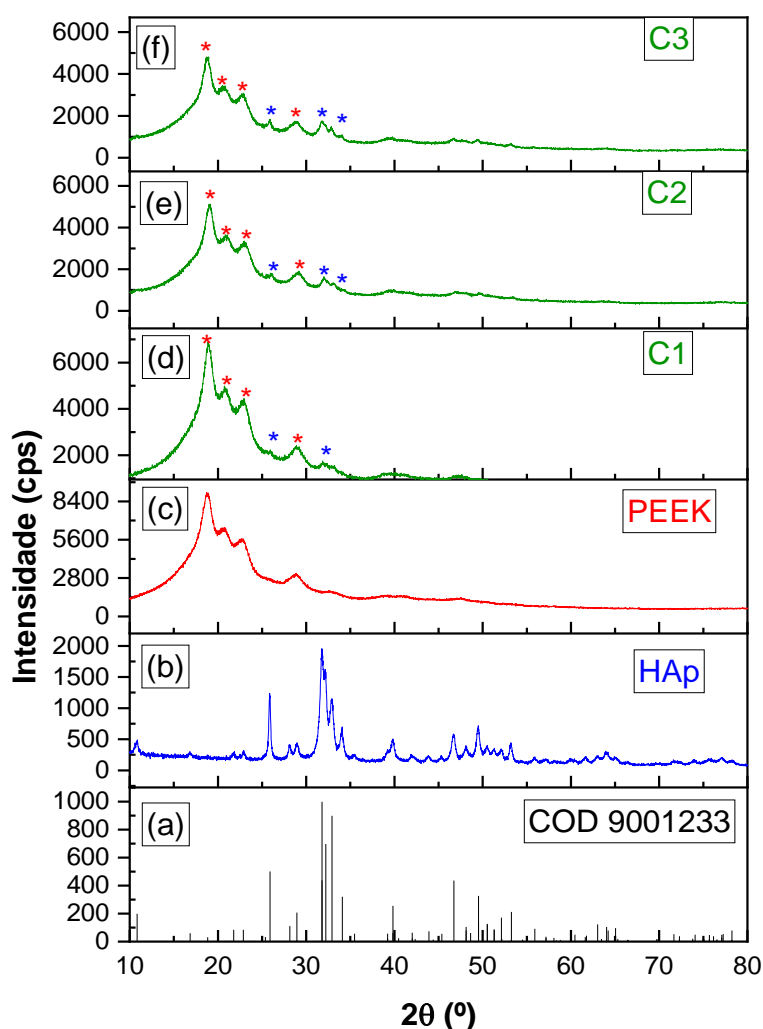 Intensidade (cps)
(f)
C3
6000
4000
2000
0
(e)
C2
6000
4000
2000
0
(d)
C1
6000
4000
2000
(c)
PEEK
8400
5600
2800
0
(b)
HAp
2000
1500
1000
500
0
(a)
COD 9001233
1000
800
600
400
200
0
10 20 30 40 50 60 70 80
2θ (º)